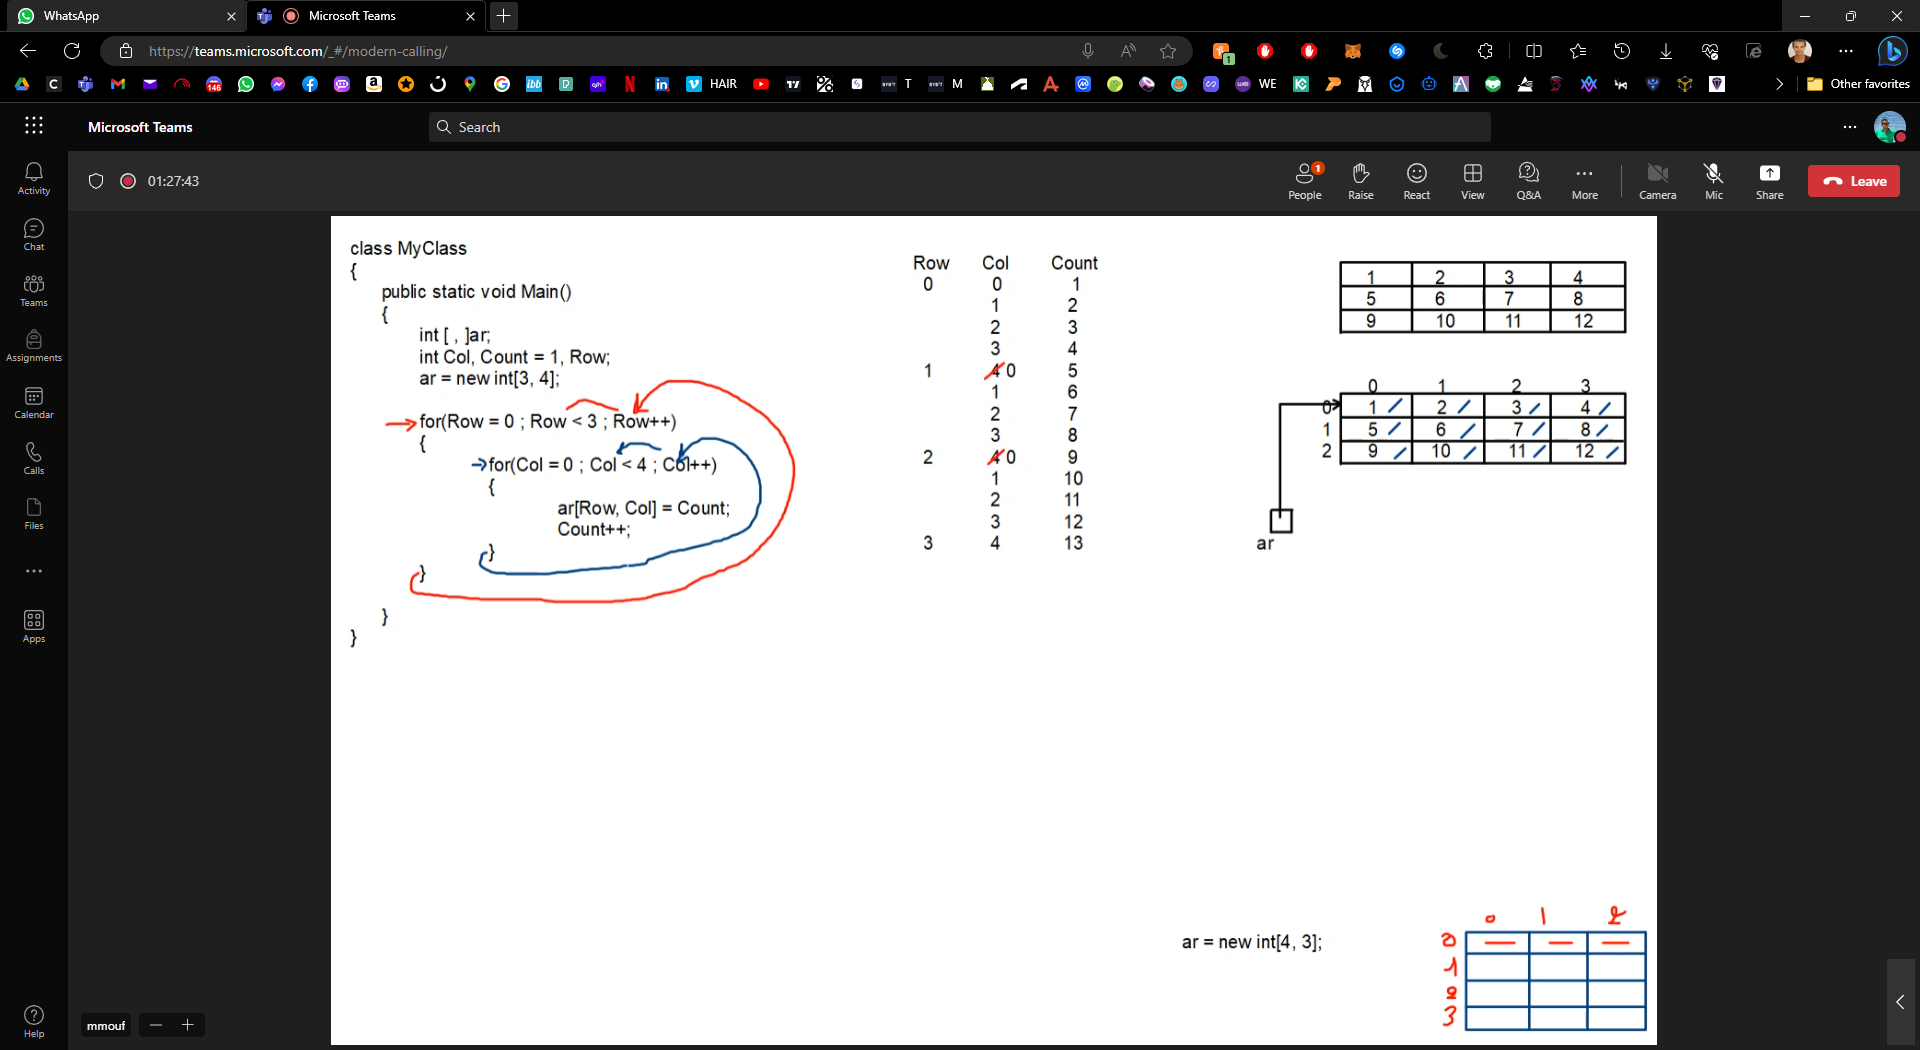 WhatsApp
Microsoft Teams
https://teams.microsoft.com/_#/modern-calling/
1
146
HAIR
T
M
WE
Other favorites
Microsoft Teams
Search
Activity
Chat
Teams
Assignments
Calendar
Calls
Files
Apps
Help
01:27:43
1
People
Raise
React
View
Q&A
More
Camera
Mic
Share
Leave
class MyClass
{
public static void Main()
{
int [ , ]ar;
int Col, Count = 1, Row;
ar = new int[3, 4];
for(Row = 0 ; Row < 3 ; Row++)
{
for(Col = 0 ; Col < 4 ; Col++)
{
ar[Row, Col] = Count;
Count++;
}
}
}
}
Row Col Count
0 0 1
1 2
2 3
3 4
1 4 0 5
1 6
2 7
3 8
2 4 0 9
1 10
2 11
3 12
3 4 13
1 2 3 4
5 6 7 8
9 10 11 12
0 1 2 3
0 1 2 3 4
1 5 6 7 8
2 9 10 11 12
ar
ar = new int[4, 3];
0 1 2
0
1
2
3
mmouf